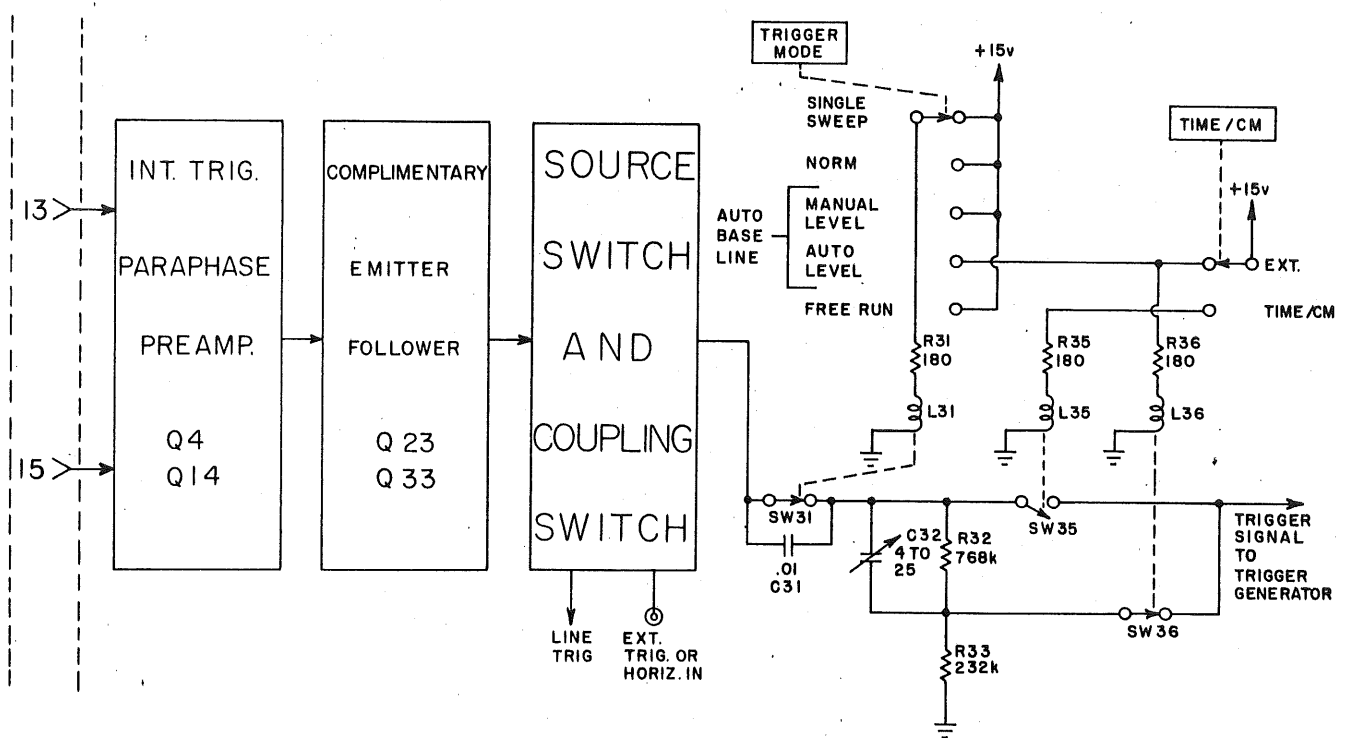 13
15
INT. TRIG.
PARAPHASE
PREAMP.
Q4
Q14
COMPLIMENTARY
EMITTER
FOLLOWER
Q 23
Q 33
SOURCE
SWITCH
AND
COUPLING
SWITCH
LINE
TRIG
EXT.
TRIG. OR
HORIZ. IN
TRIGGER
MODE
+15v
SINGLE
SWEEP
NORM
AUTO
BASE
LINE
MANUAL
LEVEL
AUTO
LEVEL
FREE RUN
TIME/CM
+15v
EXT.
TIME/CM
R31
180
R35
180
R36
180
L31
L35
L36
SW31
.01
C31
C32
4 TO
25
R32
768k
SW35
SW36
R33
232k
TRIGGER
SIGNAL
TO
TRIGGER
GENERATOR